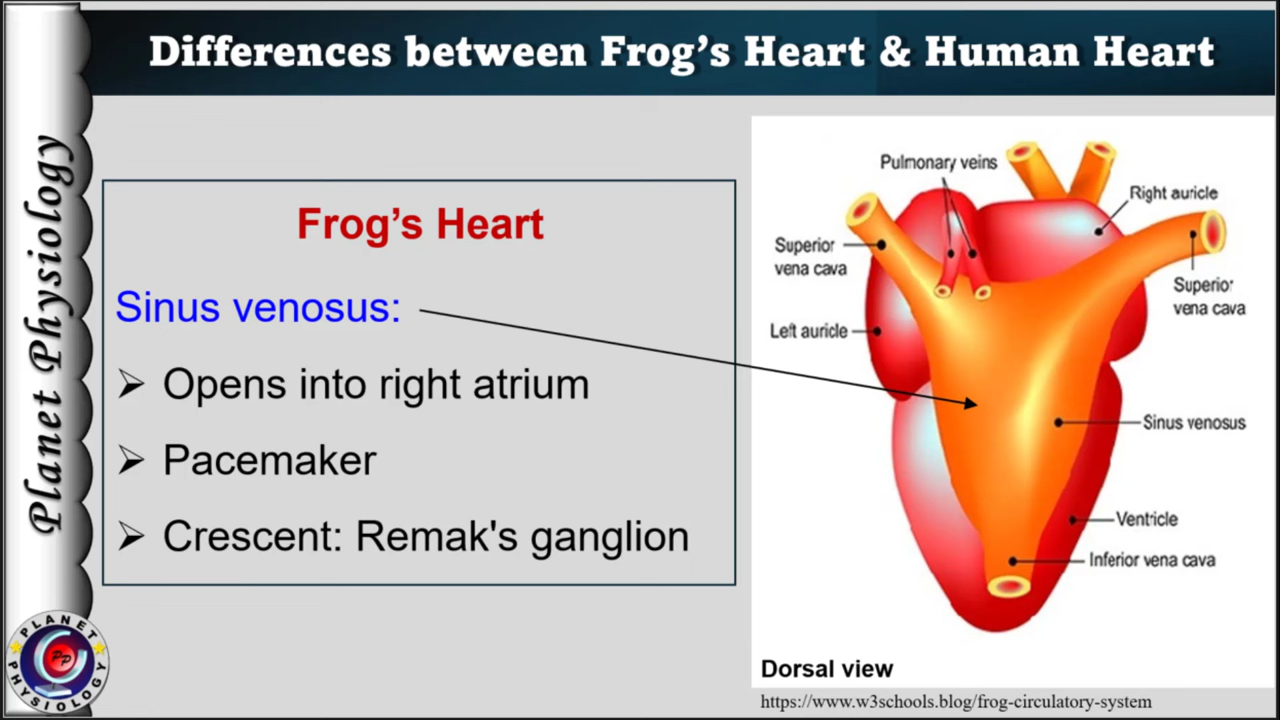 Differences between Frog's Heart & Human Heart
Planet Physiology
Frog's Heart
Sinus venosus:
➢ Opens into right atrium
➢ Pacemaker
➢ Crescent: Remak's ganglion
Pulmonary veins
Right auricle
Superior
vena cava
Superior
vena cava
Left auricle
Sinus venosus
Ventricle
Inferior vena cava
Dorsal view
https://www.w3schools.blog/frog-circulatory-system
PLANET
PHYSIOLOGY
PP